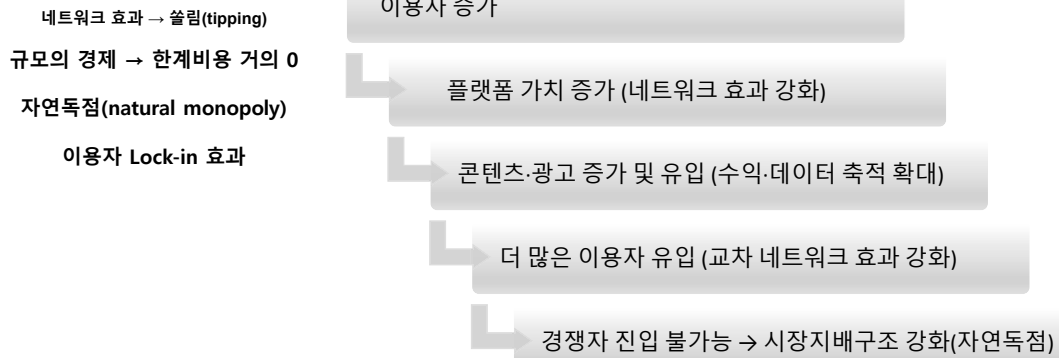 네트워크 효과 → 쏠림(tipping)
규모의 경제 → 한계비용 거의 0
자연독점(natural monopoly)
이용자 Lock-in 효과
이용자 증가
플랫폼 가치 증가 (네트워크 효과 강화)
콘텐츠·광고 증가 및 유입 (수익·데이터 축적 확대)
더 많은 이용자 유입 (교차 네트워크 효과 강화)
경쟁자 진입 불가능 → 시장지배구조 강화(자연독점)